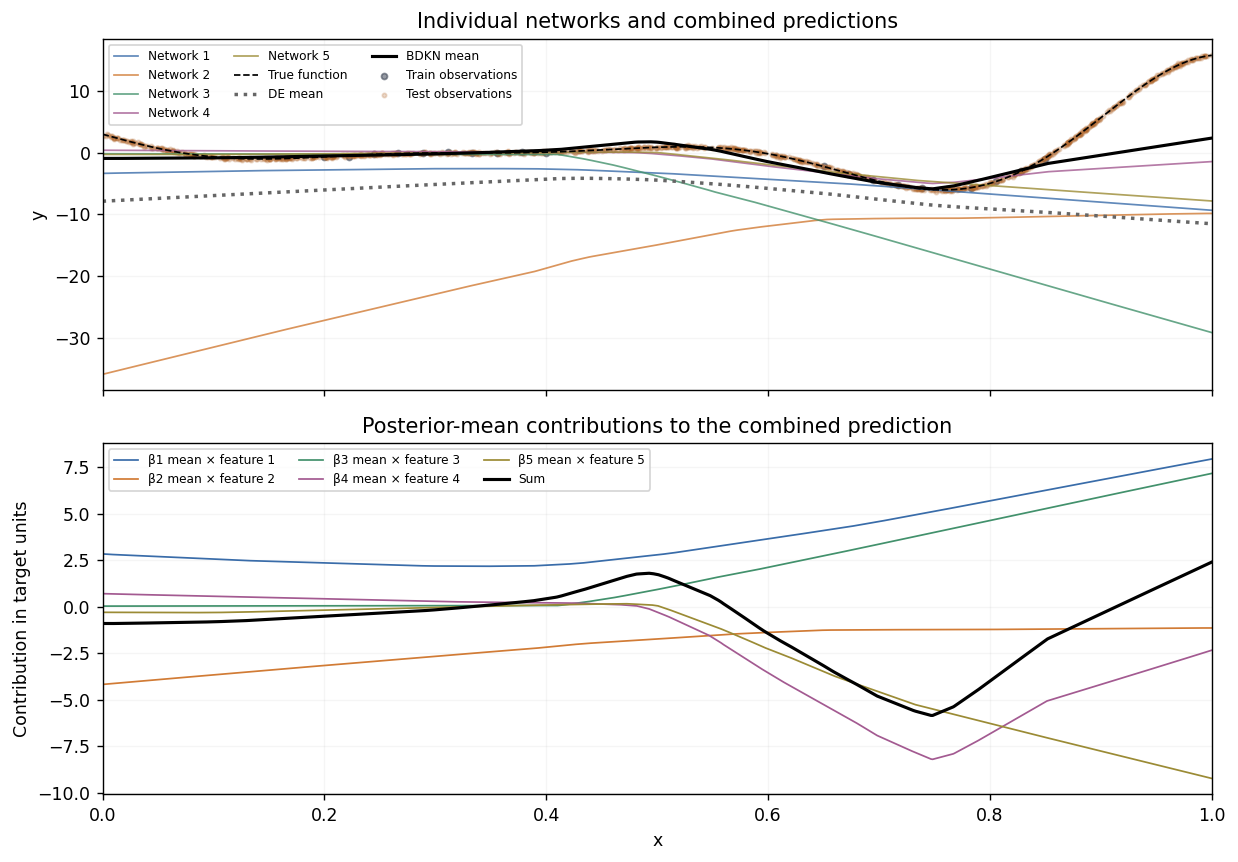 Individual networks and combined predictions
Network 1
Network 2
Network 3
Network 4
Network 5
True function
DE mean
BDKN mean
Train observations
Test observations
10
0
−10
−20
−30
y
Posterior-mean contributions to the combined prediction
β1 mean × feature 1
β2 mean × feature 2
β3 mean × feature 3
β4 mean × feature 4
β5 mean × feature 5
Sum
7.5
5.0
2.5
0.0
−2.5
−5.0
−7.5
−10.0
Contribution in target units
0.0 0.2 0.4 0.6 0.8 1.0
x